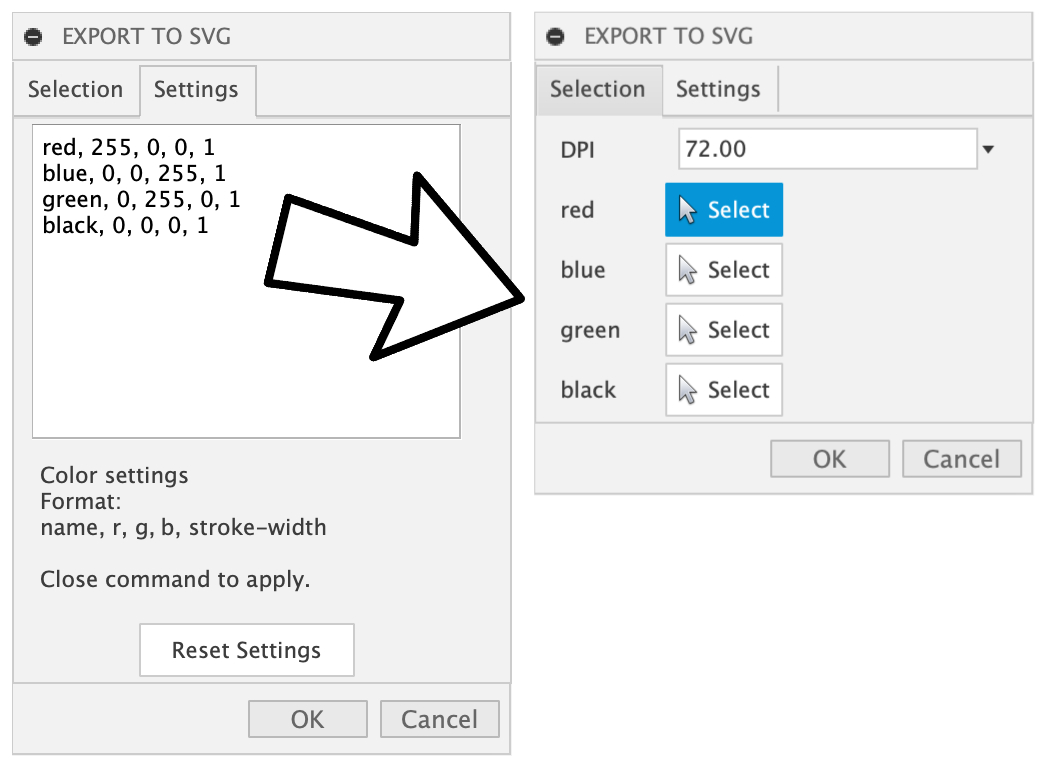 EXPORT TO SVG
Selection
Settings
red, 255, 0, 0, 1
blue, 0, 0, 255, 1
green, 0, 255, 0, 1
black, 0, 0, 0, 1
Color settings
Format:
name, r, g, b, stroke-width
Close command to apply.
Reset Settings
OK
Cancel
EXPORT TO SVG
Selection
Settings
DPI
72.00
red
Select
blue
Select
green
Select
black
Select
OK
Cancel